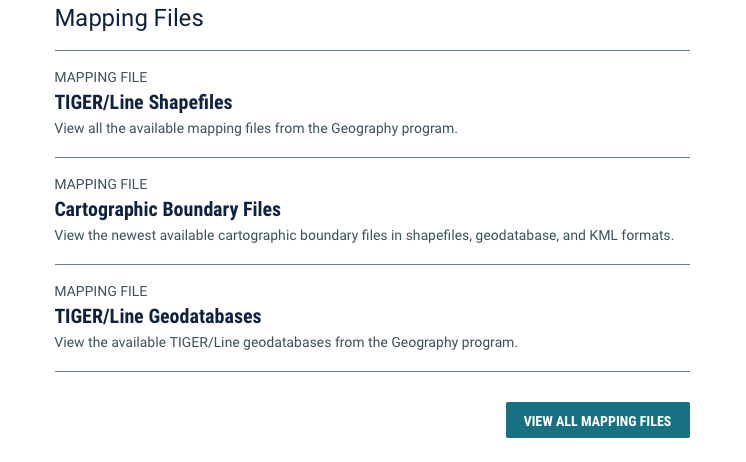 Mapping Files
MAPPING FILE
TIGER/Line Shapefiles
View all the available mapping files from the Geography program.
MAPPING FILE
Cartographic Boundary Files
View the newest available cartographic boundary files in shapefiles, geodatabase, and KML formats.
MAPPING FILE
TIGER/Line Geodatabases
View the available TIGER/Line geodatabases from the Geography program.
VIEW ALL MAPPING FILES